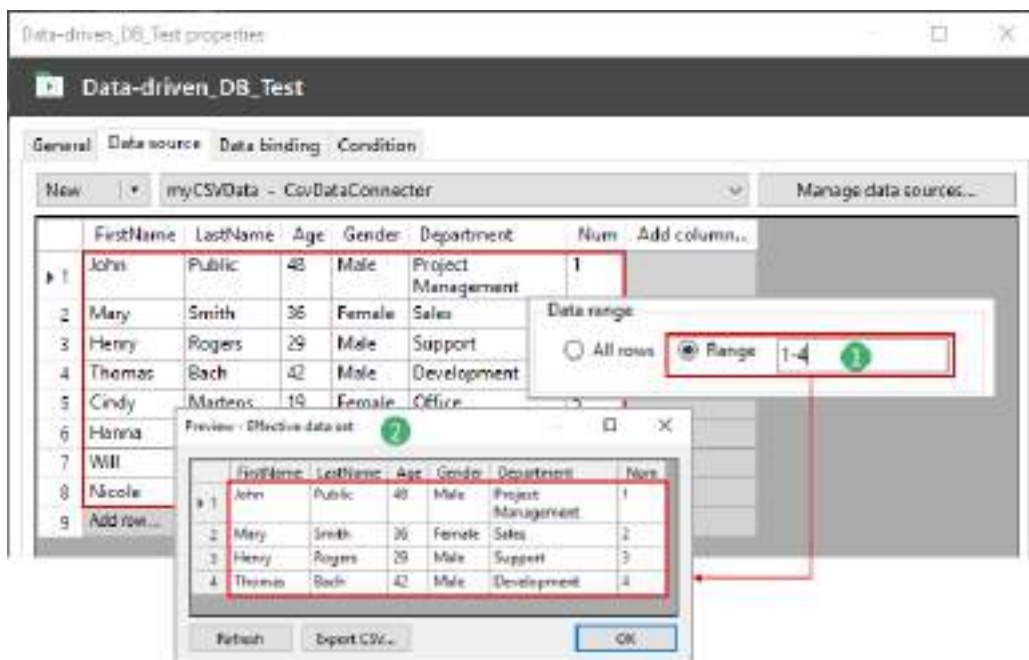 Data-driven_DB_Test properties
Data-driven_DB_Test
General Data source Data binding Condition
New myCSVData - CsvDataConnector Manage data sources...
FirstName LastName Age Gender Department Num Add column...
1 John Public 48 Male Project Management 1
2 Mary Smith 36 Female Sales
3 Henry Rogers 29 Male Support
4 Thomas Bach 42 Male Development
5 Cindy Martens 19 Female Office 5
6 Hanna
7 Will
8 Nicole
9 Add row...
Data range
All rows Range 1-4 1
Preview - Effective data set 2
FirstName LastName Age Gender Department Num
1 John Public 48 Male Project Management 1
2 Mary Smith 36 Female Sales 2
3 Henry Rogers 29 Male Support 3
4 Thomas Bach 42 Male Development 4
Refresh Export CSV... OK